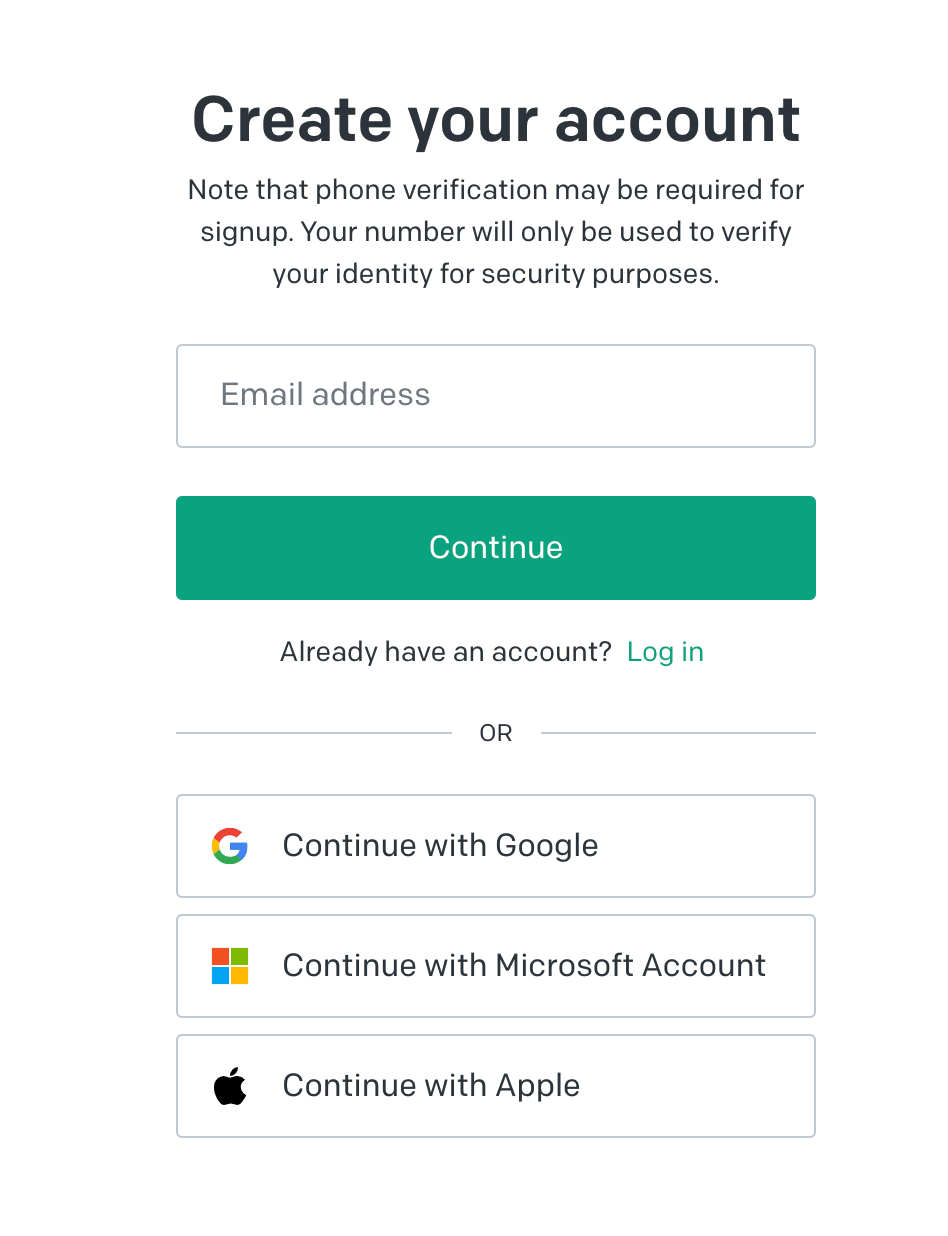 Create your account
Note that phone verification may be required for
signup. Your number will only be used to verify
your identity for security purposes.
Email address
Continue
Already have an account? Log in
OR
Continue with Google
Continue with Microsoft Account
Continue with Apple